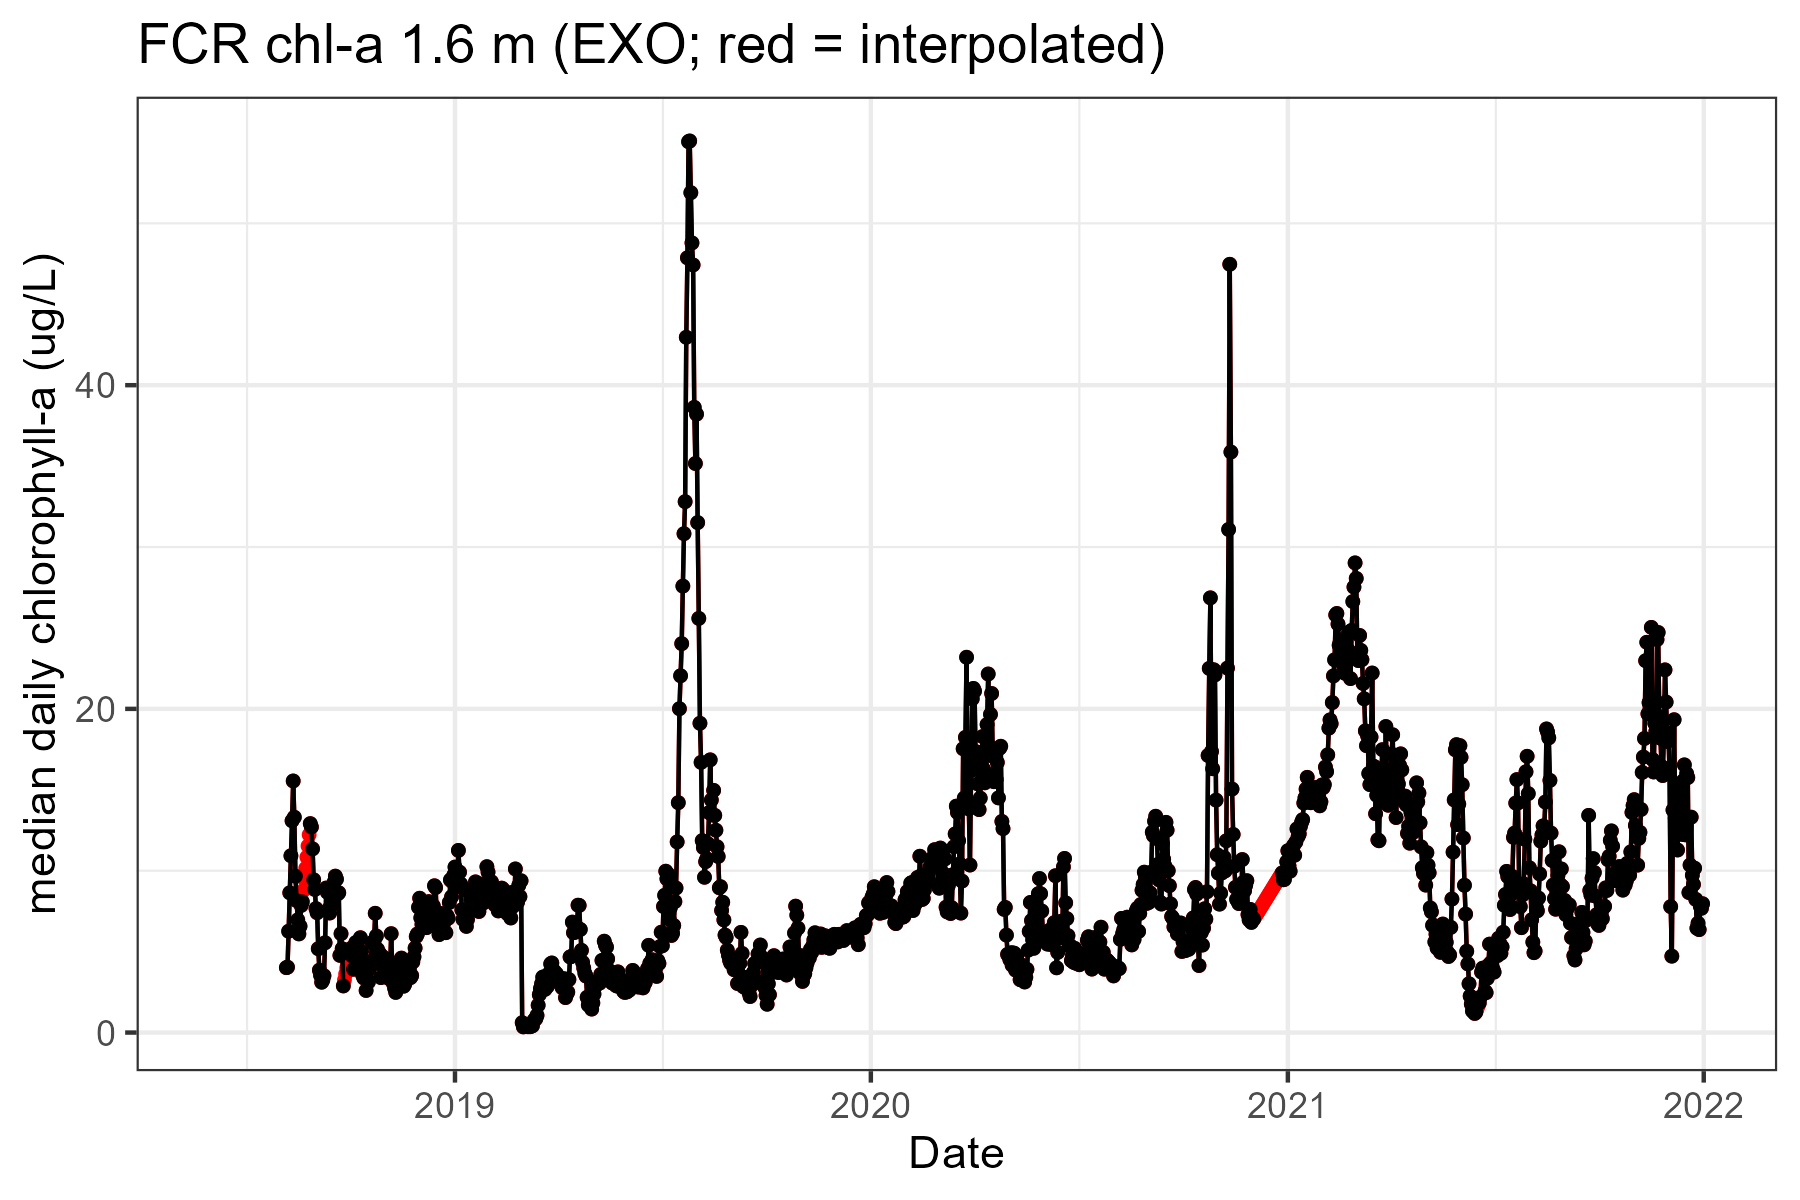 FCR chl-a 1.6 m (EXO; red = interpolated)
median daily chlorophyll-a (ug/L)
40
20
0
2019
2020
2021
2022
Date